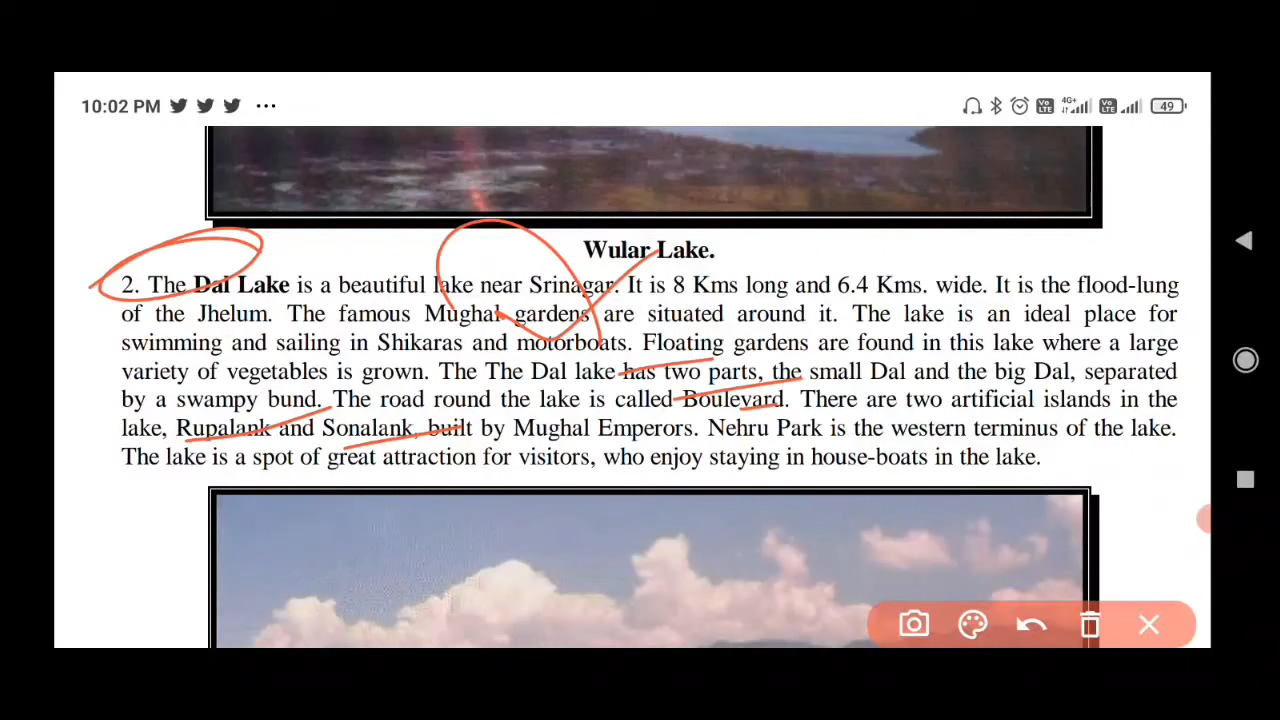 10:02 PM
4G+
Vo
LTE
Vo
LTE
49
Wular Lake.
2. The Dal Lake is a beautiful lake near Srinagar. It is 8 Kms long and 6.4 Kms. wide. It is the flood-lung
of the Jhelum. The famous Mughal gardens are situated around it. The lake is an ideal place for
swimming and sailing in Shikaras and motorboats. Floating gardens are found in this lake where a large
variety of vegetables is grown. The The Dal lake has two parts, the small Dal and the big Dal, separated
by a swampy bund. The road round the lake is called Boulevard. There are two artificial islands in the
lake, Rupalank and Sonalank, built by Mughal Emperors. Nehru Park is the western terminus of the lake.
The lake is a spot of great attraction for visitors, who enjoy staying in house-boats in the lake.